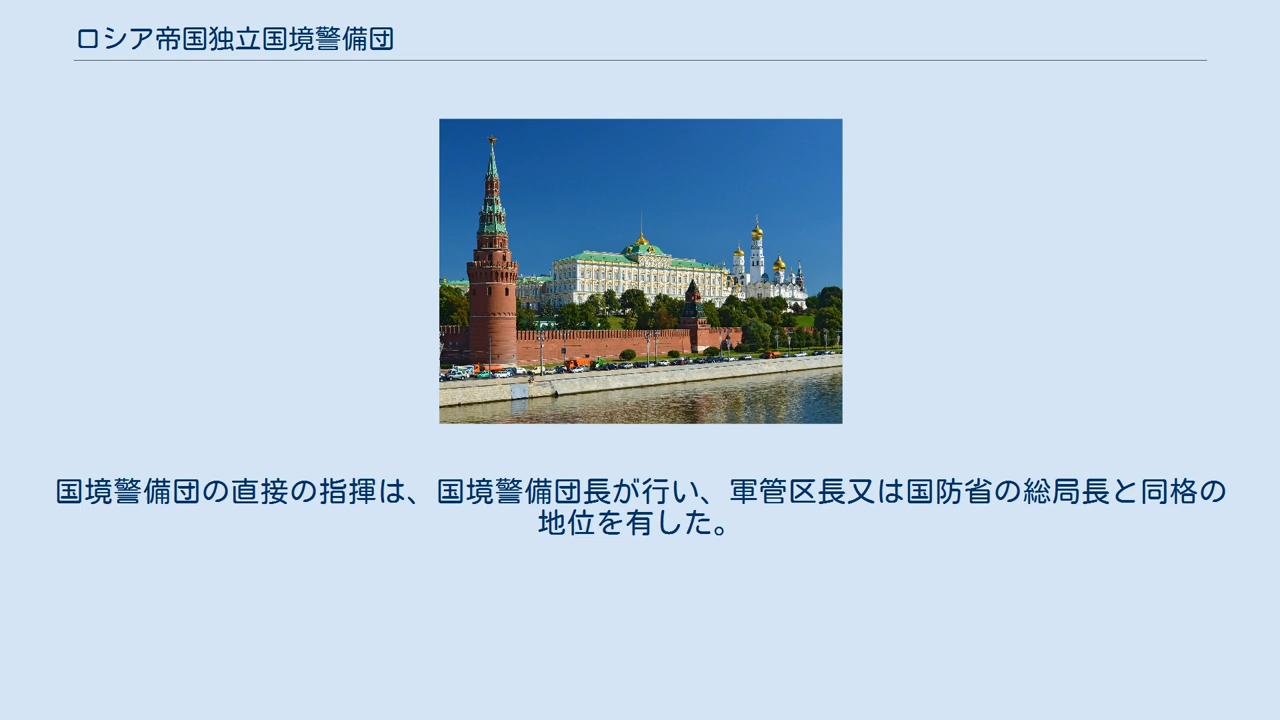 ロシア帝国独立国境警備団
国境警備団の直接の指揮は、国境警備団長が行い、軍管区長又は国防省の総局長と同格の
地位を有した。